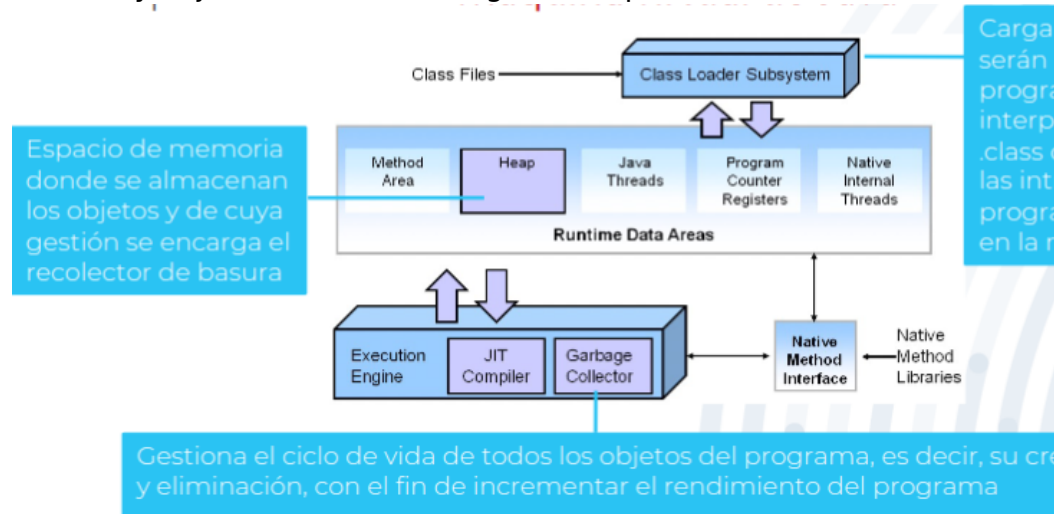 Carga
serán
progra
interp
.class
las int
progra
en la
Class Files
Class Loader Subsystem
Espacio de memoria
donde se almacenan
los objetos y de cuya
gestión se encarga el
recolector de basura
Method
Area
Heap
Java
Threads
Program
Counter
Registers
Native
Internal
Threads
Runtime Data Areas
Execution
Engine
JIT
Compiler
Garbage
Collector
Native
Method
Interface
Native
Method
Libraries
Gestiona el ciclo de vida de todos los objetos del programa, es decir, su cre
y eliminación, con el fin de incrementar el rendimiento del programa